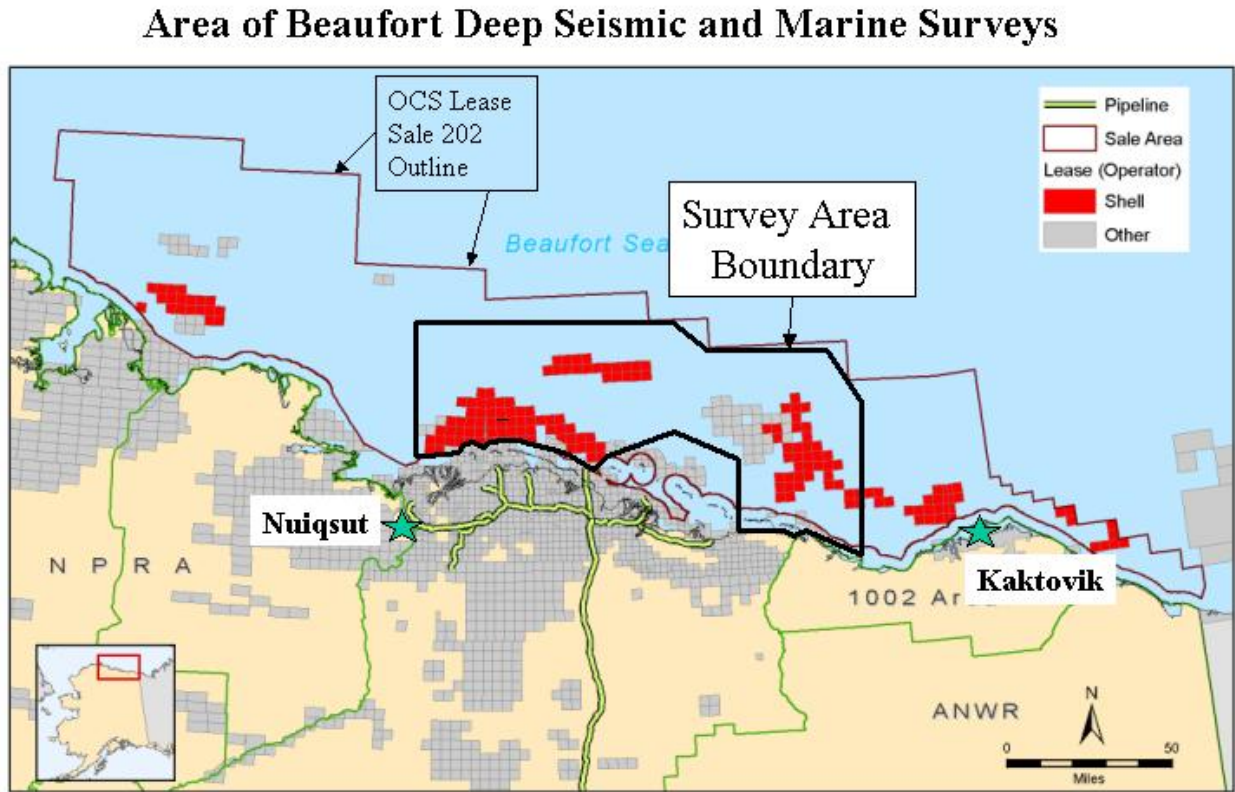 Area of Beaufort Deep Seismic and Marine Surveys
OCS Lease
Sale 202
Outline
Pipeline
Sale Area
Lease (Operator)
Shell
Other
Survey Area
Boundary
Beaufort Sea
Nuiqsut
Kaktovik
NPRA
1002 Area
ANWR
N
0
50
Miles